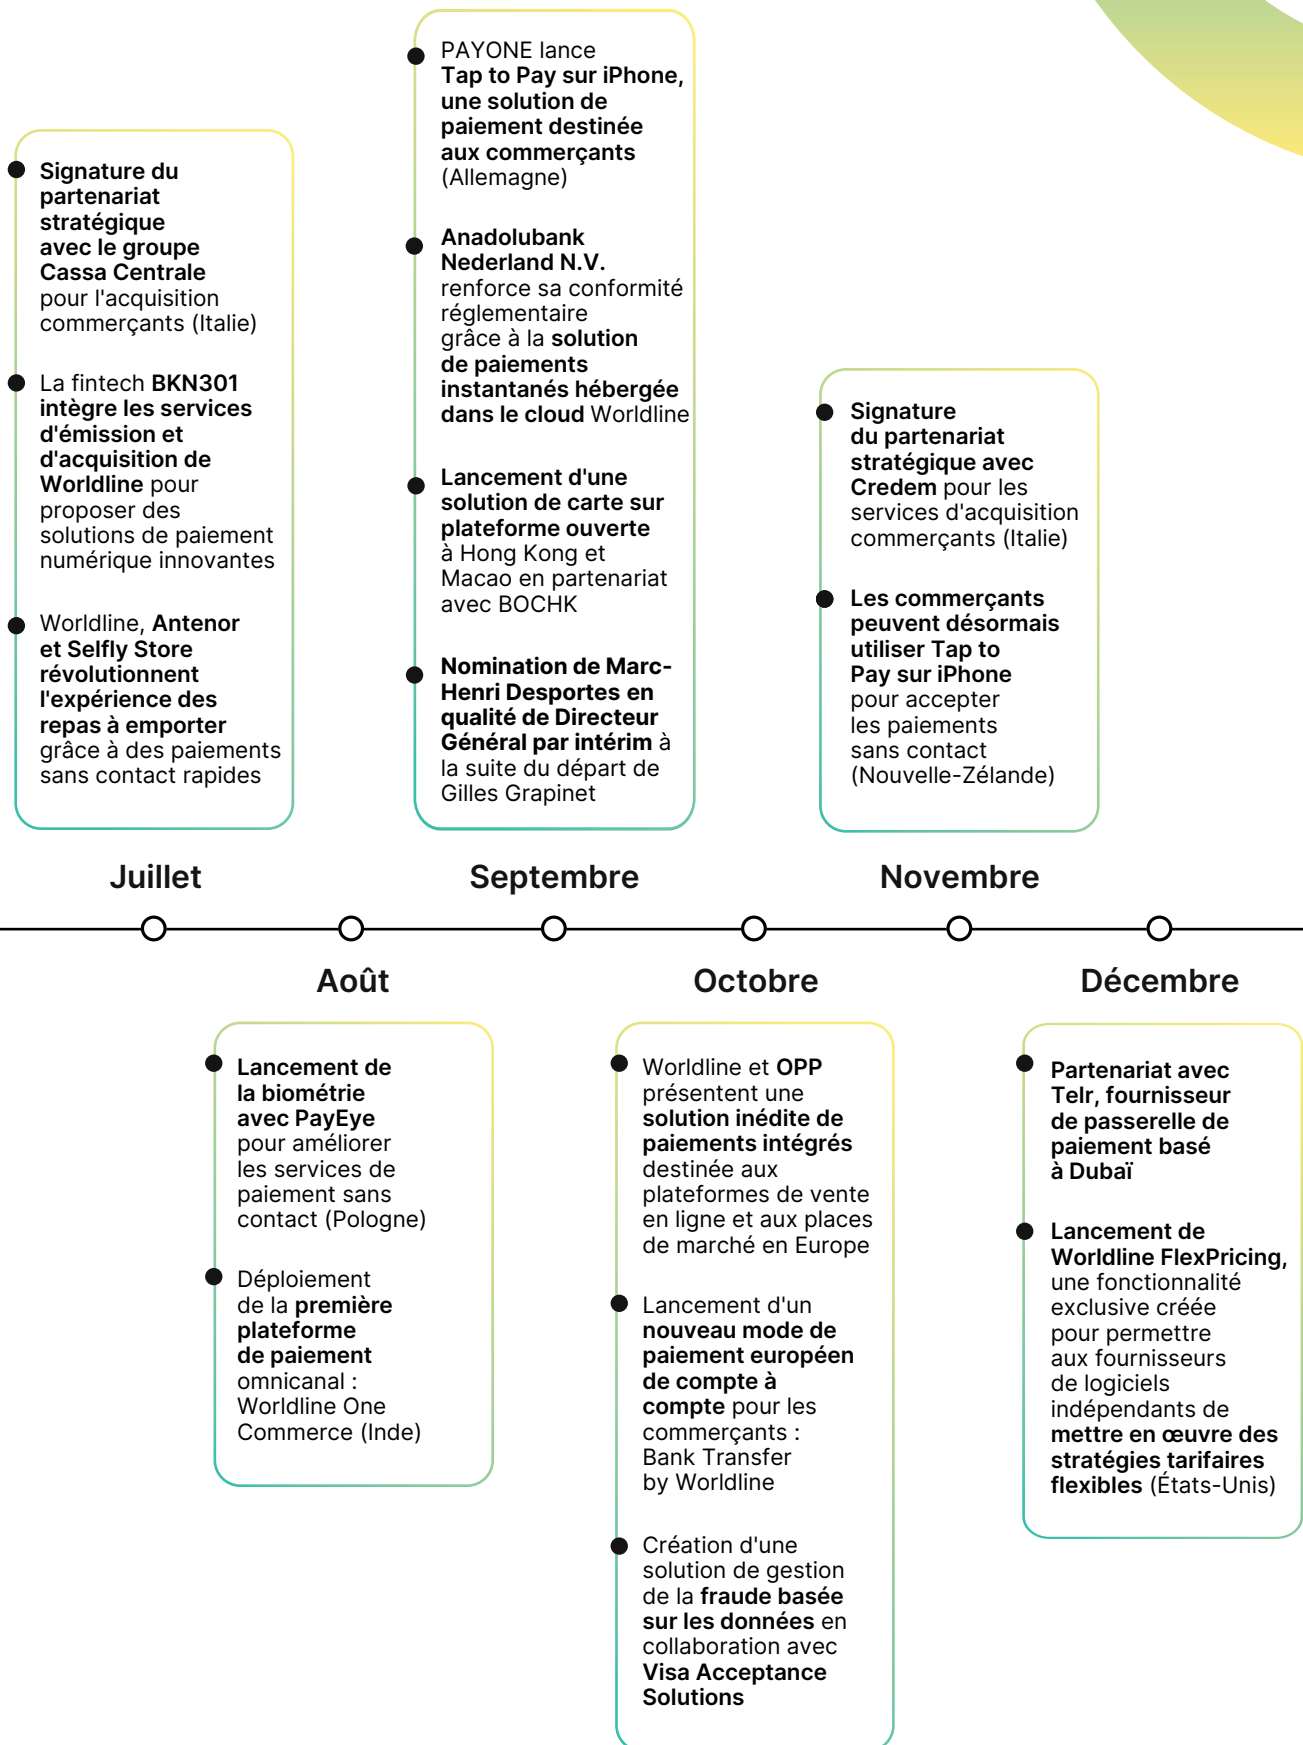 Signature du
partenariat
stratégique
avec le groupe
Cassa Centrale
pour l'acquisition
commerçants (Italie)
La fintech BKN301
intègre les services
d'émission et
d'acquisition de
Worldline pour
proposer des
solutions de paiement
numérique innovantes
Worldline, Antenor
et Selfly Store
révolutionnent
l'expérience des
repas à emporter
grâce à des paiements
sans contact rapides
Juillet
Lancement de
la biométrie
avec PayEye
pour améliorer
les services de
paiement sans
contact (Pologne)
Déploiement
de la première
plateforme
de paiement
omnicanal :
Worldline One
Commerce (Inde)
Août
PAYONE lance
Tap to Pay sur iPhone,
une solution de
paiement destinée
aux commerçants
(Allemagne)
Anadolubank
Nederland N.V.
renforce sa conformité
réglementaire
grâce à la solution
de paiements
instantanés hébergée
dans le cloud Worldline
Lancement d'une
solution de carte sur
plateforme ouverte
à Hong Kong et
Macao en partenariat
avec BOCHK
Nomination de Marc-
Henri Desportes en
qualité de Directeur
Général par intérim à
la suite du départ de
Gilles Grapinet
Septembre
Octobre
Worldline et OPP
présentent une
solution inédite de
paiements intégrés
destinée aux
plateformes de vente
en ligne et aux places
de marché en Europe
Lancement d'un
nouveau mode de
paiement européen
de compte à
compte pour les
commerçants :
Bank Transfer
by Worldline
Création d'une
solution de gestion
de la fraude basée
sur les données en
collaboration avec
Visa Acceptance
Solutions
Signature
du partenariat
stratégique avec
Credem pour les
services d'acquisition
commerçants (Italie)
Les commerçants
peuvent désormais
utiliser Tap to
Pay sur iPhone
pour accepter
les paiements
sans contact
(Nouvelle-Zélande)
Novembre
Décembre
Partenariat avec
Telr, fournisseur
de passerelle de
paiement basé
à Dubaï
Lancement de
Worldline FlexPricing,
une fonctionnalité
exclusive créée
pour permettre
aux fournisseurs
de logiciels
indépendants de
mettre en œuvre des
stratégies tarifaires
flexibles (États-Unis)